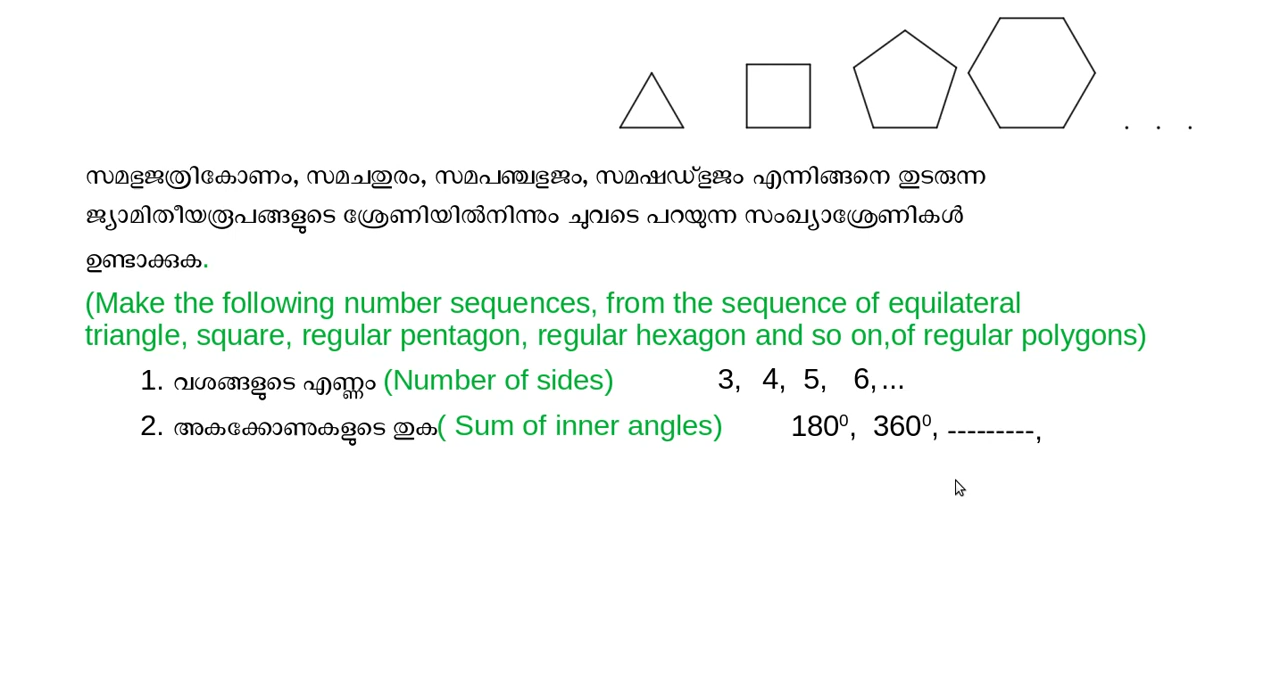 . . .
സമഭുജത്രികോണം, സമചതുരം, സമപഞ്ചഭുജം, സമഷഡ്ഭുജം എന്നിങ്ങനെ തുടരുന്ന
ജ്യാമിതീയരൂപങ്ങളുടെ ശ്രേണിയിൽനിന്നും ചുവടെ പറയുന്ന സംഖ്യാശ്രേണികൾ
ഉണ്ടാക്കുക.
(Make the following number sequences, from the sequence of equilateral
triangle, square, regular pentagon, regular hexagon and so on,of regular polygons)
1. വശങ്ങളുടെ എണ്ണം (Number of sides) 3, 4, 5, 6,...
2. അകക്കോണുകളുടെ തുക( Sum of inner angles) 180⁰, 360⁰, ---------,